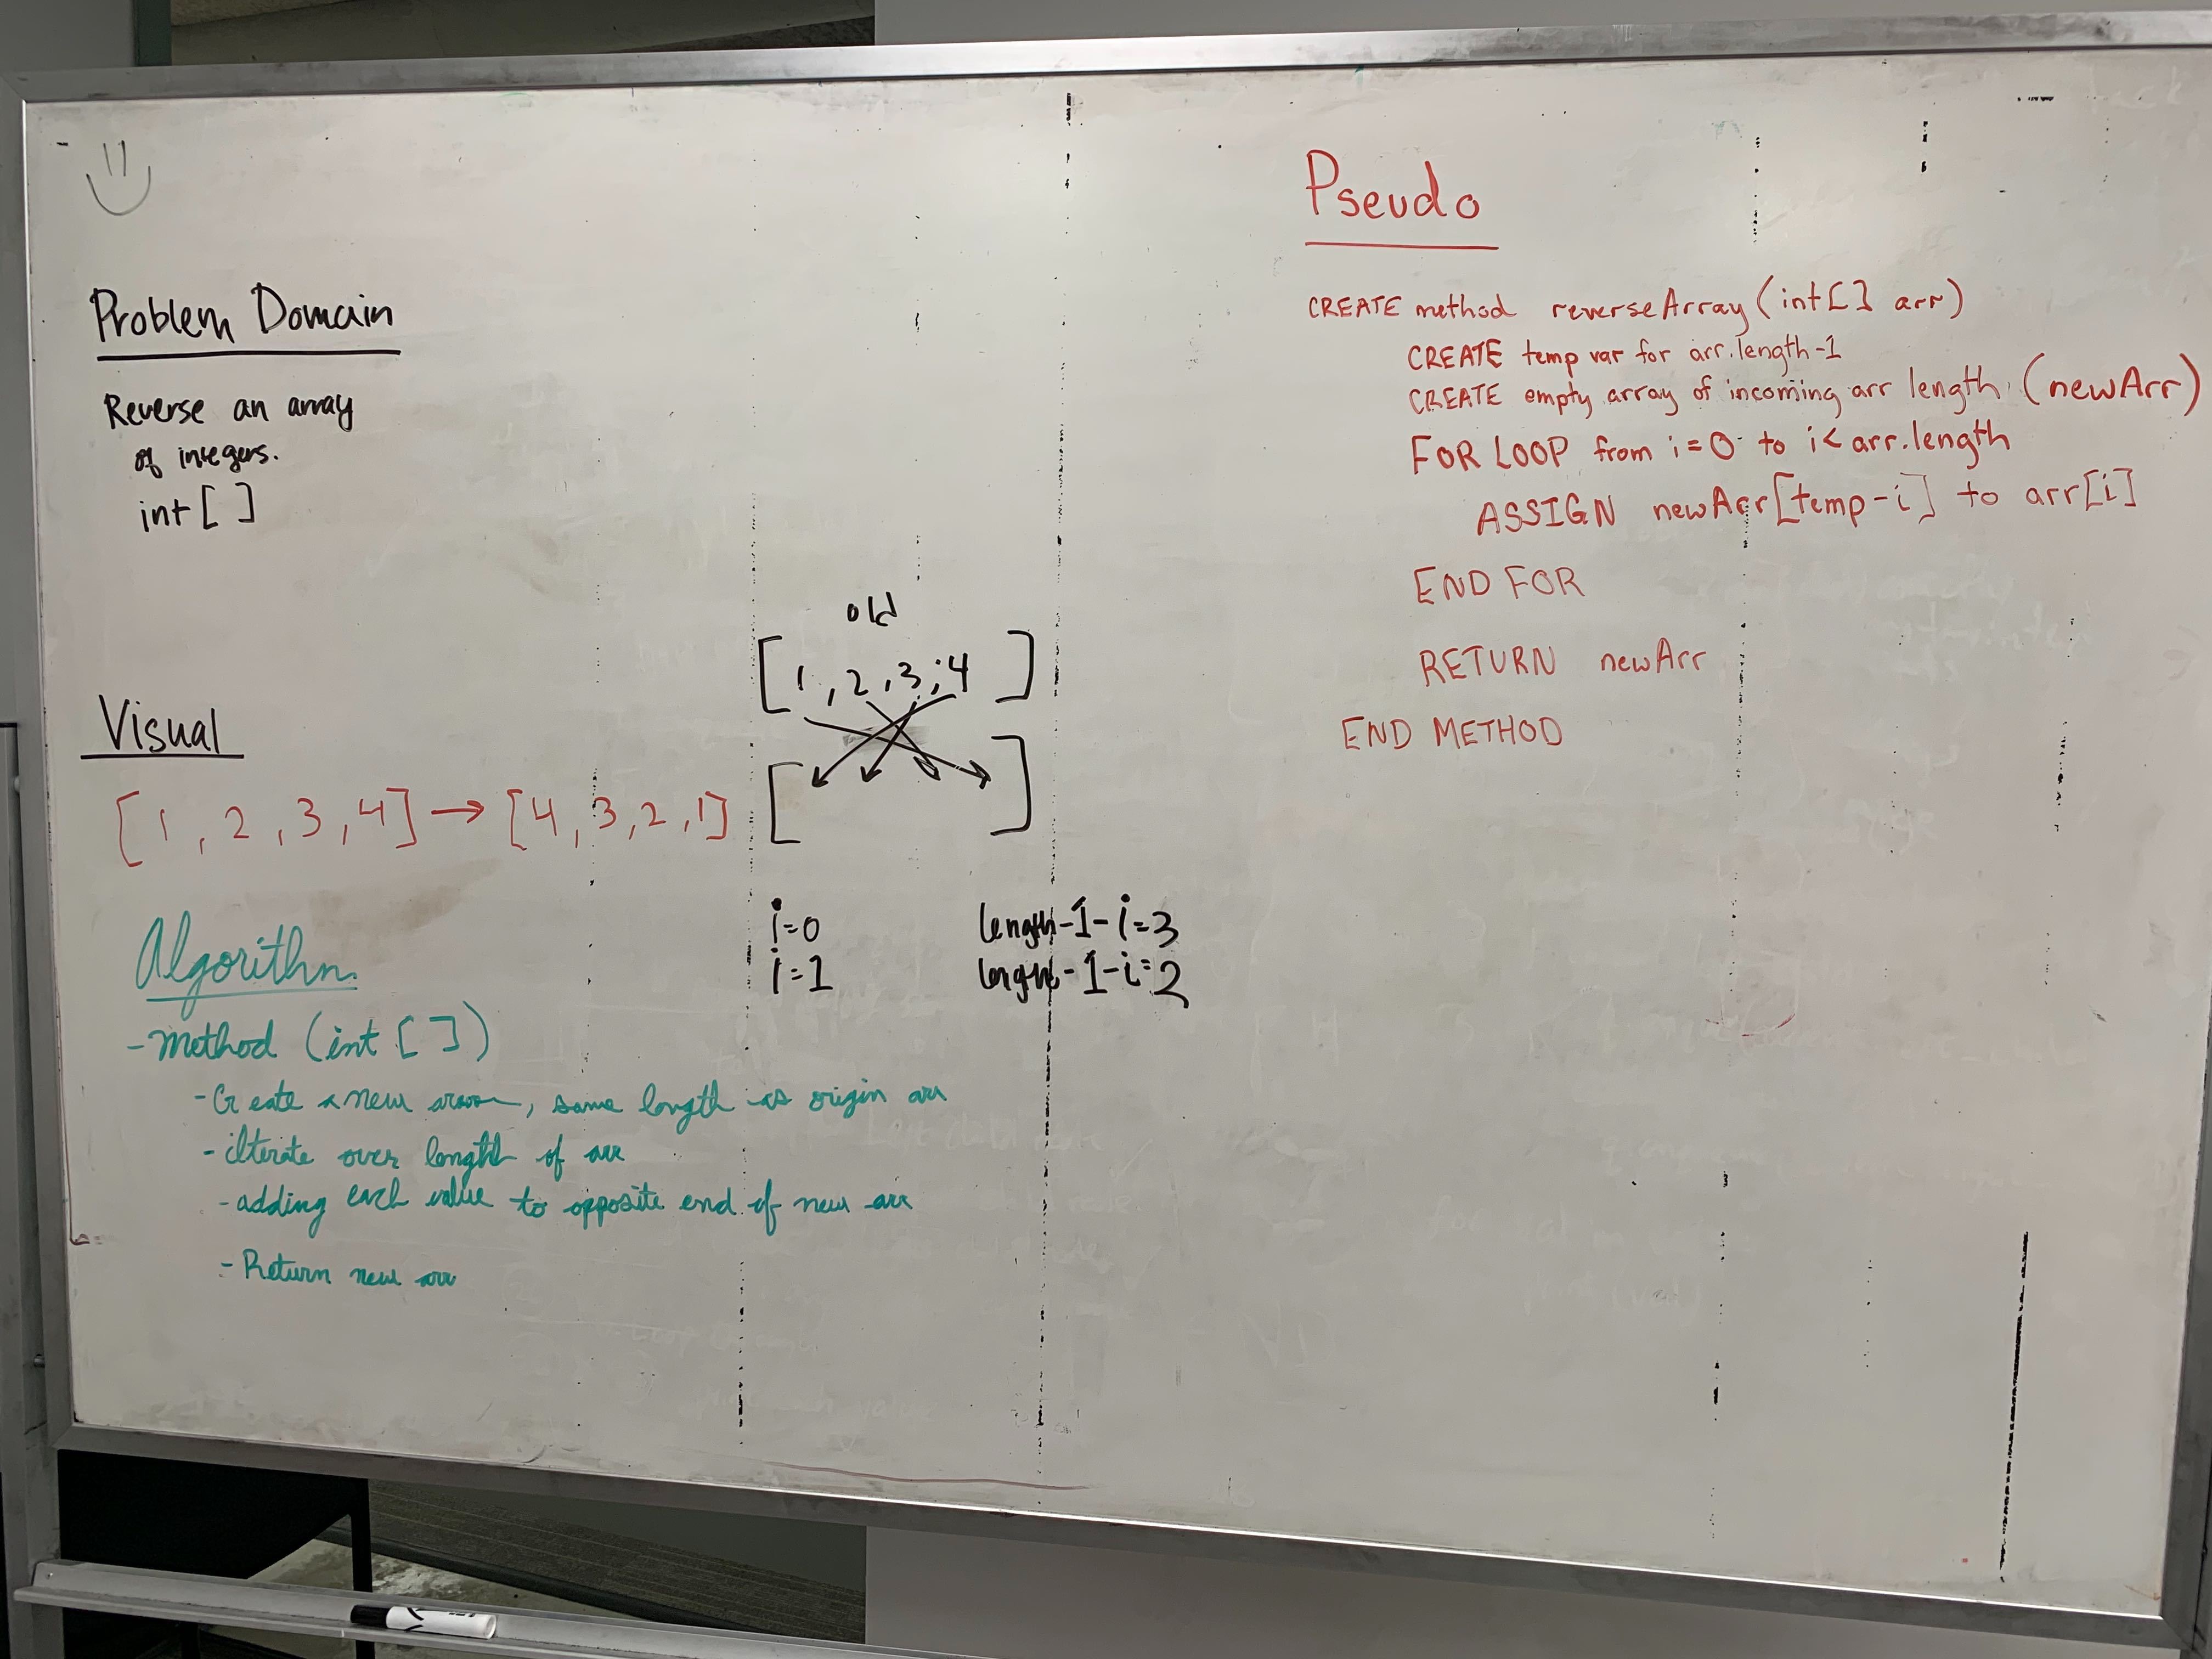 Problem Domain
Reverse an array
of integers.
int[ ]
Visual
[1, 2, 3, 4] → [4, 3, 2, 1]
old
[1, 2, 3, 4]
[ ]
i=0 length-1-i=3
i=1 length-1-i=2
Algorithm
- Method (int [ ])
- Create a new, same length as origin arr
- iterate over length of arr
- adding each value to opposite end of new arr
- Return new arr
Pseudo
CREATE method reverseArray(int[] arr)
CREATE temp var for arr.length-1
CREATE empty array of incoming arr length (newArr)
FOR LOOP from i=0 to i< arr.length
ASSIGN newArr[temp-i] to arr[i]
END FOR
RETURN newArr
END METHOD